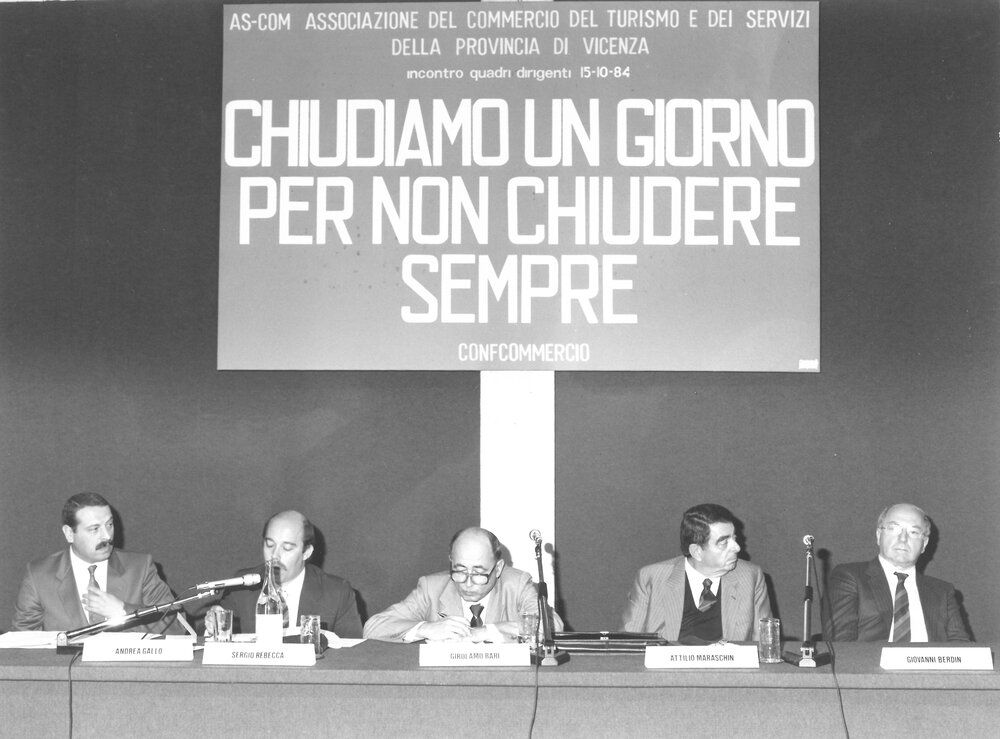 AS-COM ASSOCIAZIONE DEL COMMERCIO DEL TURISMO E DEI SERVIZI
DELLA PROVINCIA DI VICENZA
incontro quadri dirigenti 15-10-84
CHIUDIAMO UN GIORNO
PER NON CHIUDERE
SEMPRE
CONFCOMMERCIO
ANDREA GALLO
SERGIO REBECCA
GIROLAMO BARI
ATTILIO MARASCHIN
GIOVANNI BERDIN